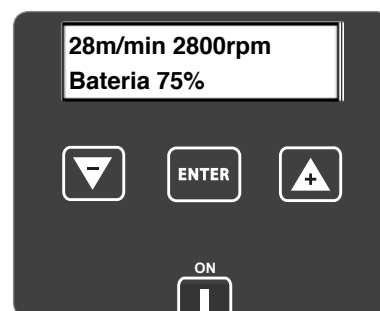 28m/min 2800rpm
Bateria 75%
-
ENTER
+
ON